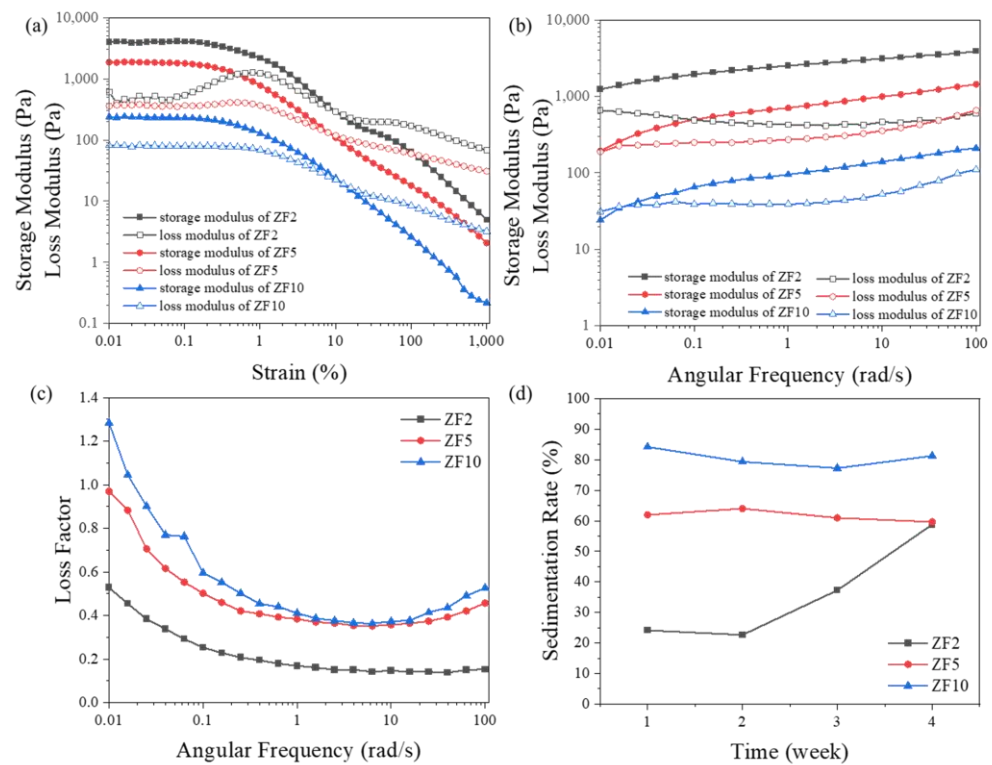 (a)
10,000
1,000
100
10
1
0.1
Storage Modulus (Pa)
Loss Modulus (Pa)
storage modulus of ZF2
loss modulus of ZF2
storage modulus of ZF5
loss modulus of ZF5
storage modulus of ZF10
loss modulus of ZF10
0.01 0.1 1 10 100 1,000
Strain (%)
(b)
10,000
1000
100
10
1
Storage Modulus (Pa)
Loss Modulus (Pa)
storage modulus of ZF2 loss modulus of ZF2
storage modulus of ZF5 loss modulus of ZF5
storage modulus of ZF10 loss modulus of ZF10
0.01 0.1 1 10 100
Angular Frequency (rad/s)
(c)
1.4
1.2
1.0
0.8
0.6
0.4
0.2
0.0
Loss Factor
ZF2
ZF5
ZF10
0.01 0.1 1 10 100
Angular Frequency (rad/s)
(d)
100
90
80
70
60
50
40
30
20
10
0
Sedimentation Rate (%)
ZF2
ZF5
ZF10
1 2 3 4
Time (week)